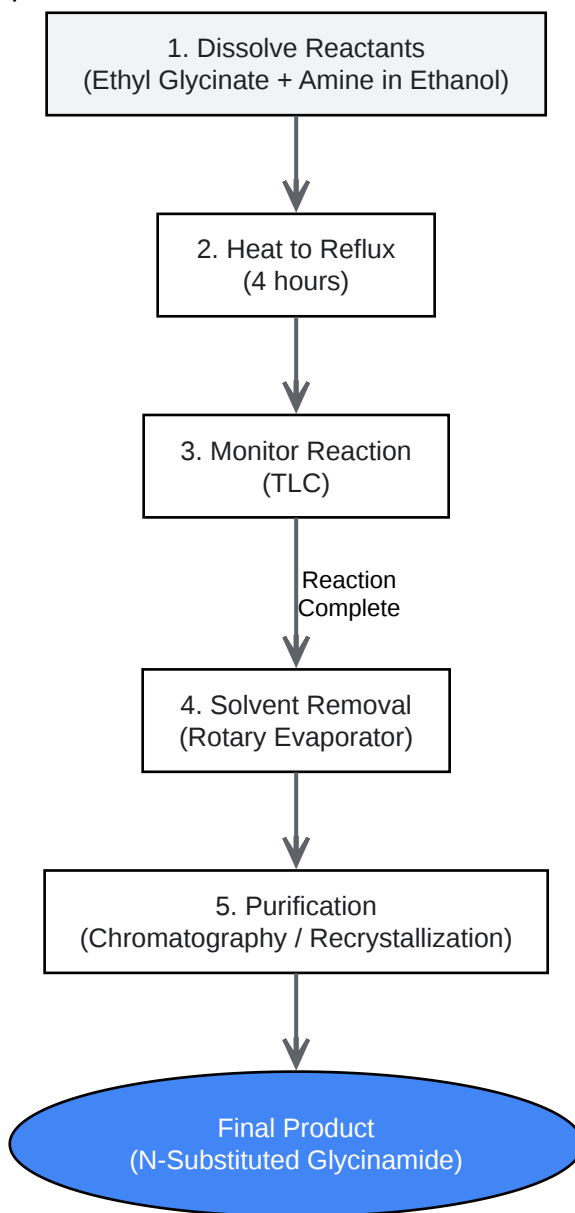 1. Dissolve Reactants
(Ethyl Glycinate + Amine in Ethanol)
2. Heat to Reflux
(4 hours)
3. Monitor Reaction
(TLC)
Reaction
Complete
4. Solvent Removal
(Rotary Evaporator)
5. Purification
(Chromatography / Recrystallization)
Final Product
(N-Substituted Glycinamide)